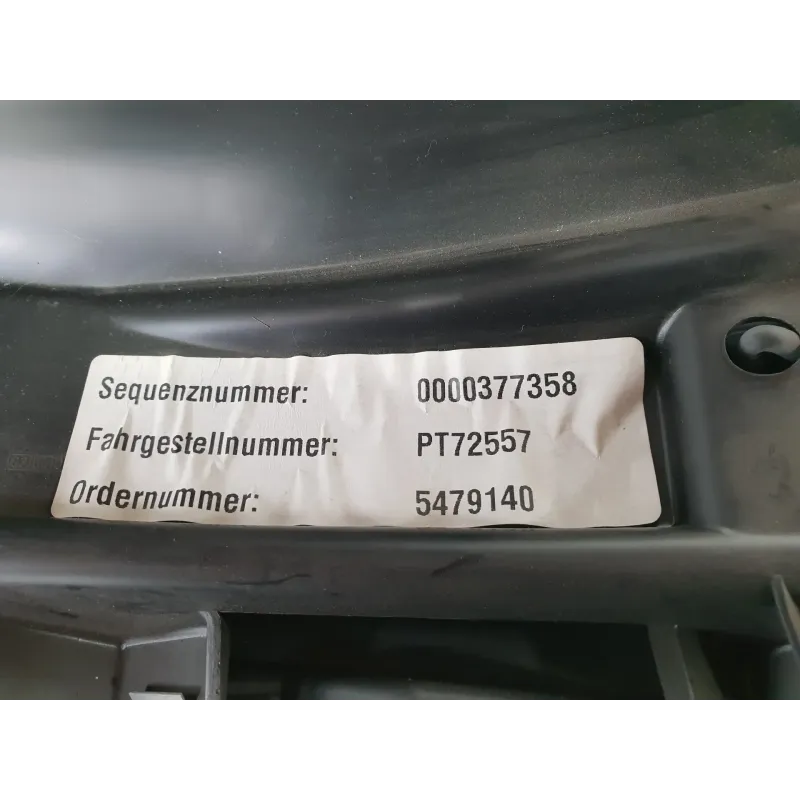 Sequenznummer: 0000377358
Fahrgestellnummer: PT72557
Ordernummer: 5479140